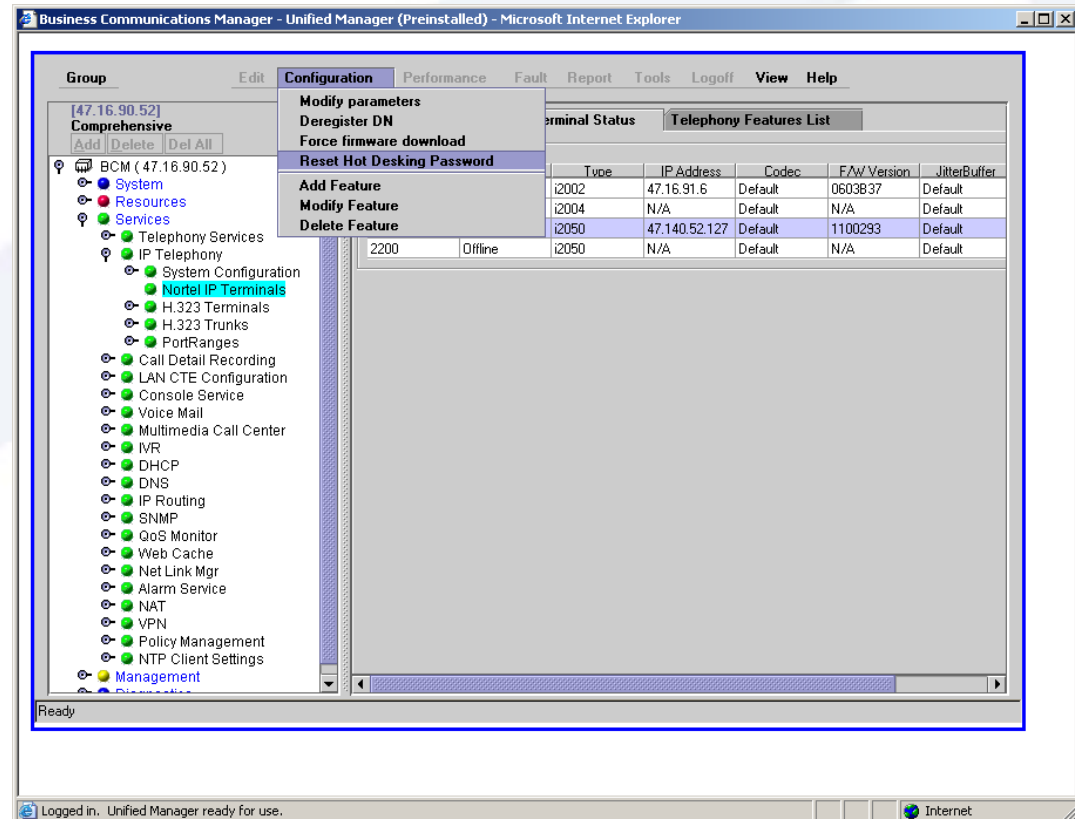 Business Communications Manager - Unified Manager (Preinstalled) - Microsoft Internet Explorer
Group Edit Configuration Performance Fault Report Tools Logoff View Help
[47.16.90.52]
Comprehensive
Add Delete Del All
Modify parameters
Deregister DN
Force firmware download
Reset Hot Desking Password
Add Feature
Modify Feature
Delete Feature
Status Telephony Features List
Type IP Address Codec F/W Version JitterBuffer
i2002 47.16.91.6 Default 0603B37 Default
i2004 N/A Default N/A Default
i2050 47.140.52.127 Default 1100293 Default
2200 Offline i2050 N/A Default N/A Default
BCM ( 47.16.90.52 )
System
Resources
Services
Telephony Services
IP Telephony
System Configuration
Nortel IP Terminals
H.323 Terminals
H.323 Trunks
PortRanges
Call Detail Recording
LAN CTE Configuration
Console Service
Voice Mail
Multimedia Call Center
IVR
DHCP
DNS
IP Routing
SNMP
QoS Monitor
Web Cache
Net Link Mgr
Alarm Service
NAT
VPN
Policy Management
NTP Client Settings
Management
Ready
Logged in. Unified Manager ready for use.
Internet